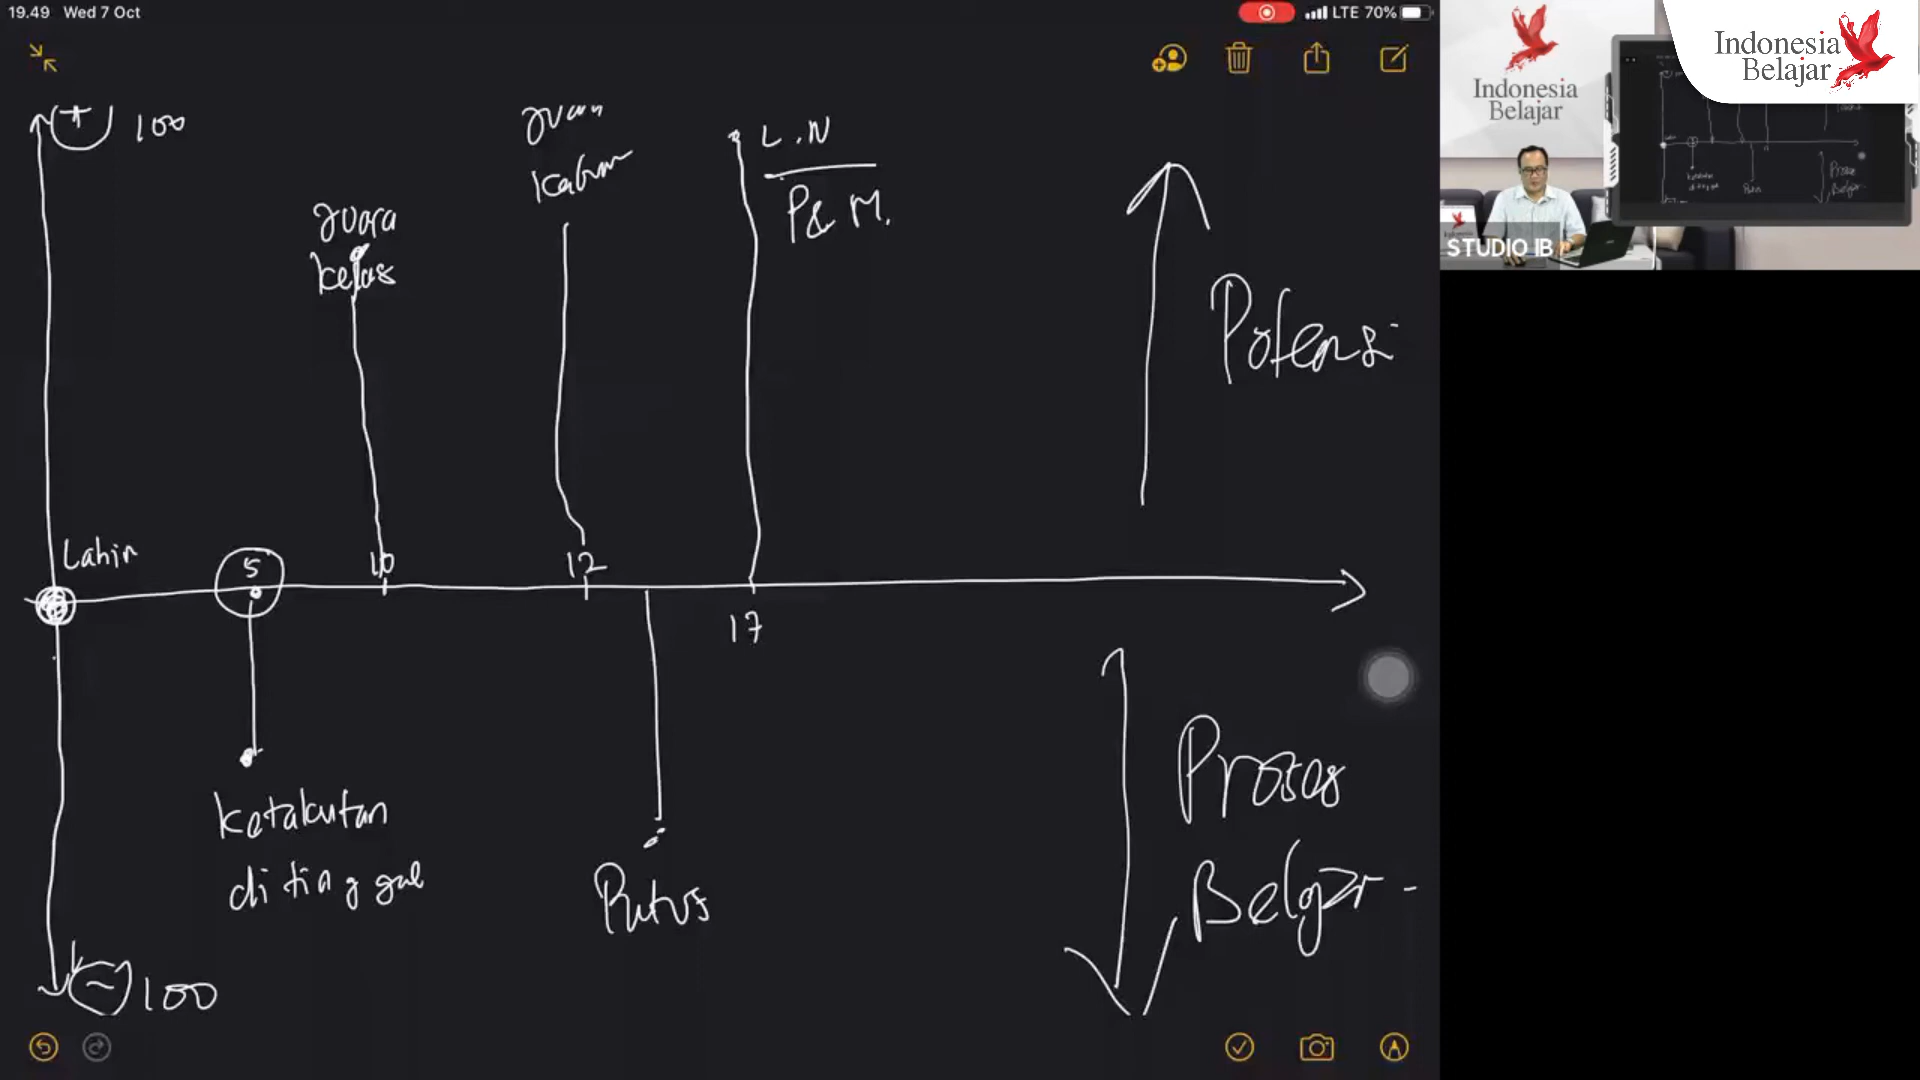 19.49 Wed 7 Oct
LTE 70%
Indonesia
Belajar
Indonesia
Belajar
STUDIO IB
+ 100
Juara
kelas
Juara
L.N
P & M.
Potensi
Lahir
5
10
12
17
Ketakutan
ditinggal
Putus
Proses
Belajar
- 100